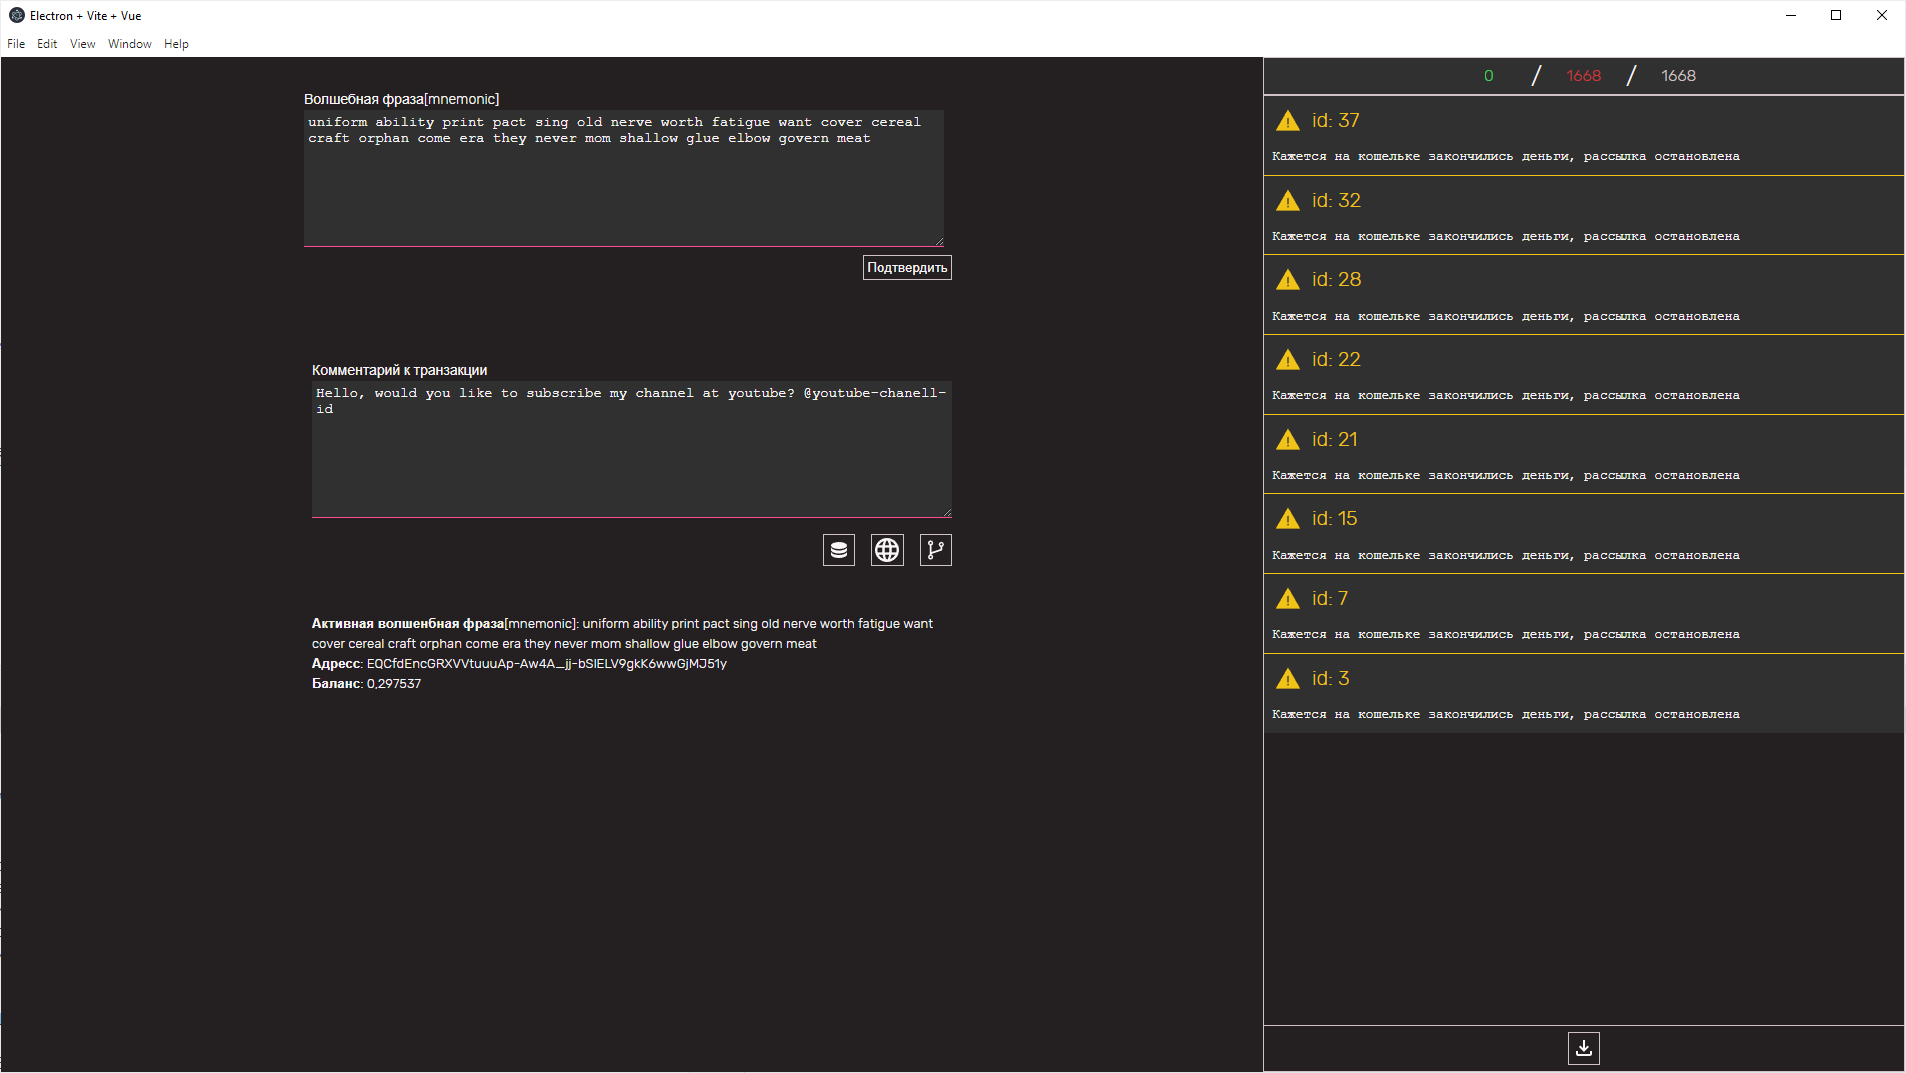 Electron + Vite + Vue
File Edit View Window Help
Волшебная фраза[mnemonic]
uniform ability print pact sing old nerve worth fatigue want cover cereal
craft orphan come era they never mom shallow glue elbow govern meat
Подтвердить
Комментарий к транзакции
Hello, would you like to subscribe my channel at youtube? @youtube-chanell-
id
Активная волшенбная фраза[mnemonic]: uniform ability print pact sing old nerve worth fatigue want
cover cereal craft orphan come era they never mom shallow glue elbow govern meat
Адресс: EQCfdEncGRXVVtuuuAp-Aw4A_jj-bSIELV9gkK6wwGjMJ51y
Баланс: 0,297537
0 / 1668 / 1668
id: 37
Кажется на кошельке закончились деньги, рассылка остановлена
id: 32
Кажется на кошельке закончились деньги, рассылка остановлена
id: 28
Кажется на кошельке закончились деньги, рассылка остановлена
id: 22
Кажется на кошельке закончились деньги, рассылка остановлена
id: 21
Кажется на кошельке закончились деньги, рассылка остановлена
id: 15
Кажется на кошельке закончились деньги, рассылка остановлена
id: 7
Кажется на кошельке закончились деньги, рассылка остановлена
id: 3
Кажется на кошельке закончились деньги, рассылка остановлена